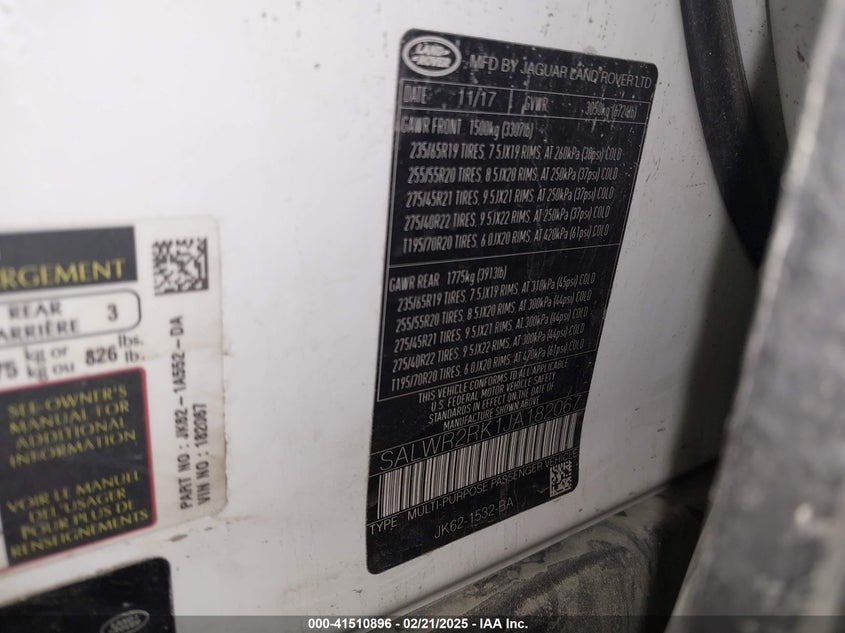 LAND ROVER
MFD BY JAGUAR LAND ROVER LTD
DATE 11/17 GVWR 3050kg (6724lb)
GAWR FRONT 1500kg (3307lb)
235/65R19 TIRES, 7.5JX19 RIMS, AT 260kPa (38psi) COLD
255/55R20 TIRES, 8.5JX20 RIMS, AT 250kPa (37psi) COLD
275/45R21 TIRES, 9.5JX21 RIMS, AT 250kPa (37psi) COLD
275/40R22 TIRES, 9.5JX22 RIMS, AT 250kPa (37psi) COLD
T195/70R20 TIRES, 6.0JX20 RIMS, AT 420kPa (61psi) COLD
GAWR REAR 1775kg (3913lb)
235/65R19 TIRES, 7.5JX19 RIMS, AT 310kPa (45psi) COLD
255/55R20 TIRES, 8.5JX20 RIMS, AT 300kPa (44psi) COLD
275/45R21 TIRES, 9.5JX21 RIMS, AT 300kPa (44psi) COLD
275/40R22 TIRES, 9.5JX22 RIMS, AT 300kPa (44psi) COLD
T195/70R20 TIRES, 6.0JX20 RIMS, AT 420kPa (61psi) COLD
THIS VEHICLE CONFORMS TO ALL APPLICABLE
U.S. FEDERAL MOTOR VEHICLE SAFETY STANDARDS
IN EFFECT ON THE DATE OF
MANUFACTURE SHOWN ABOVE.
SALWR2RK1JA182067
TYPE : MULTI-PURPOSE PASSENGER VEHICLE
JK62-1532-BA
RGEMENT
REAR
ARRIÈRE 3
75 kg or kg ou 826 lbs. lb.
SEE OWNER'S
MANUAL FOR
ADDITIONAL
INFORMATION
VOIR LE MANUEL
DE L'USAGER
POUR PLUS DE
RENSEIGNEMENTS
PART NO : JK62-1A552-DA
VIN NO : 182067
LAND ROVER
000-41510896 - 02/21/2025 - IAA Inc.